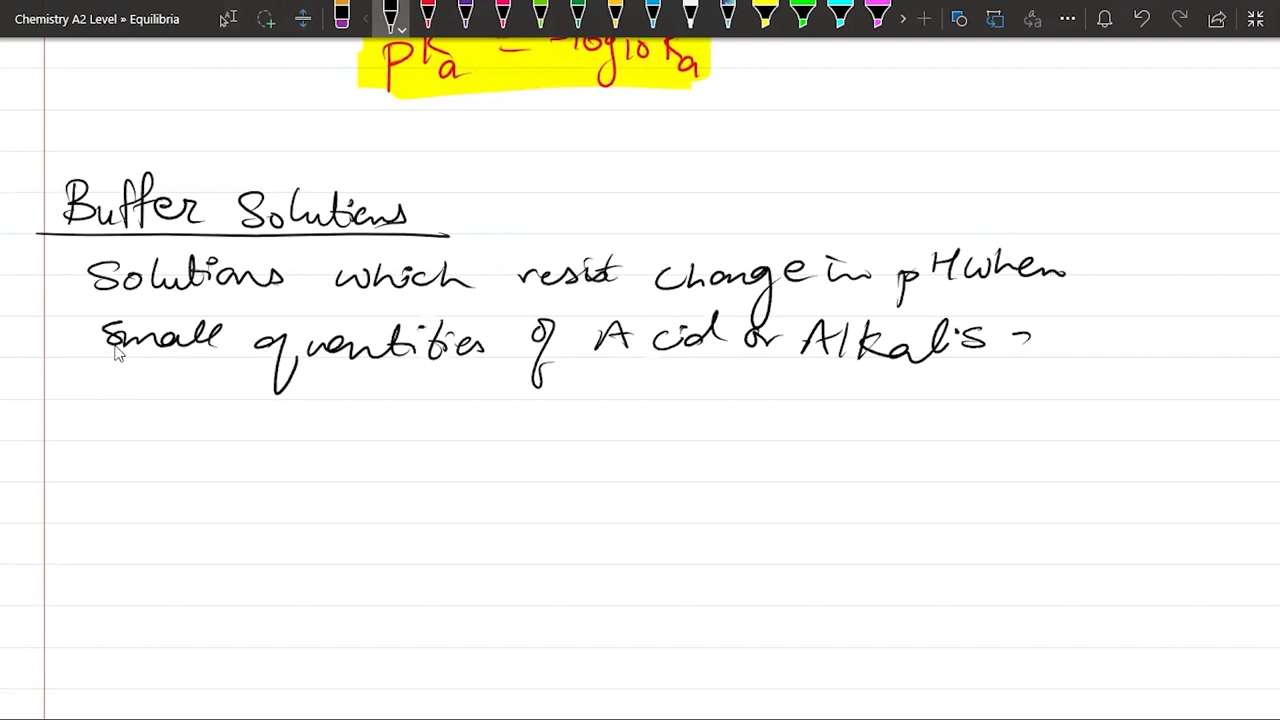 Chemistry A2 Level » Equilibria
pKa = -log10 Ka
Buffer Solutions
Solutions which resist change in pH when
small quantities of Acid or Alkalis